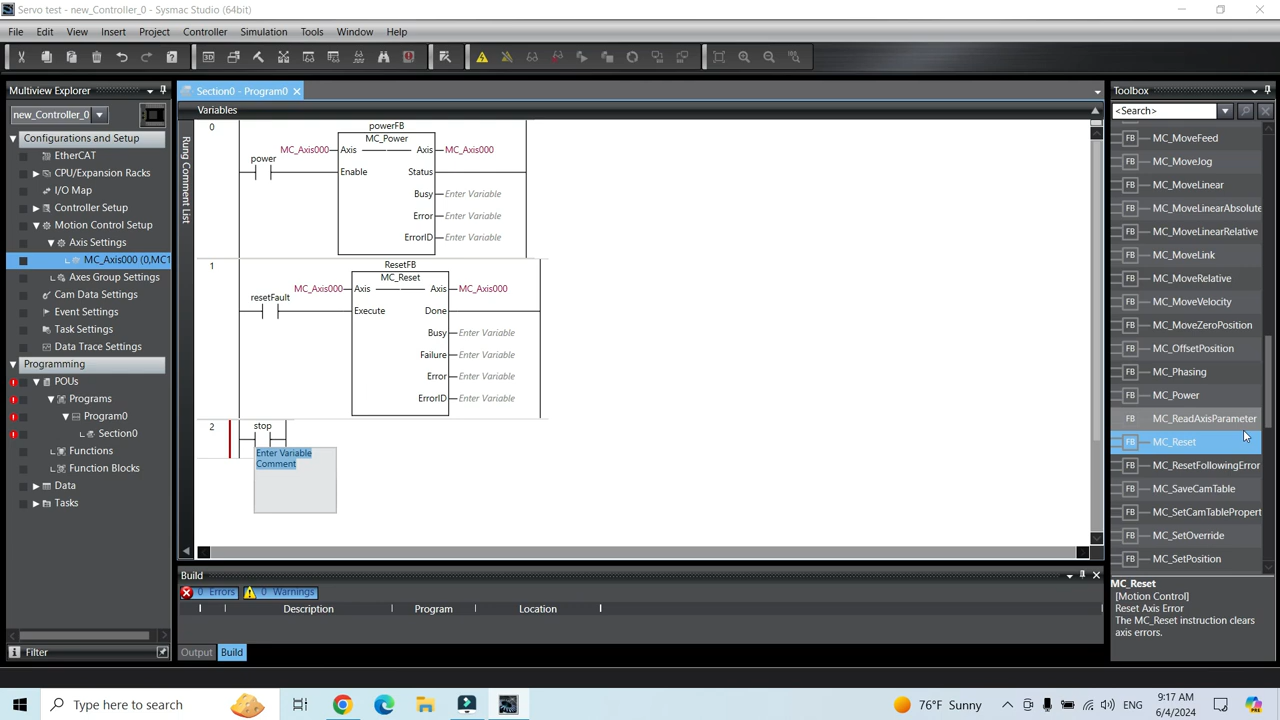 Servo test - new_Controller_0 - Sysmac Studio (64bit)
File Edit View Insert Project Controller Simulation Tools Window Help
Multiview Explorer
new_Controller_0
Configurations and Setup
EtherCAT
CPU/Expansion Racks
I/O Map
Controller Setup
Motion Control Setup
Axis Settings
MC_Axis000 (0,MC1
Axes Group Settings
Cam Data Settings
Event Settings
Task Settings
Data Trace Settings
Programming
POUs
Programs
Program0
Section0
Functions
Function Blocks
Data
Tasks
Filter
Section0 - Program0
Variables
Rung Comment List
0
powerFB
MC_Power
MC_Axis000 Axis Axis MC_Axis000
power
Enable Status
Busy Enter Variable
Error Enter Variable
ErrorID Enter Variable
1
ResetFB
MC_Reset
MC_Axis000 Axis Axis MC_Axis000
resetFault
Execute Done
Busy Enter Variable
Failure Enter Variable
Error Enter Variable
ErrorID Enter Variable
2
stop
Enter Variable
Comment
Build
0 Errors 0 Warnings
Description Program Location
Output Build
Toolbox
<Search>
FB MC_MoveFeed
FB MC_MoveJog
FB MC_MoveLinear
FB MC_MoveLinearAbsolute
FB MC_MoveLinearRelative
FB MC_MoveLink
FB MC_MoveRelative
FB MC_MoveVelocity
FB MC_MoveZeroPosition
FB MC_OffsetPosition
FB MC_Phasing
FB MC_Power
FB MC_ReadAxisParameter
FB MC_Reset
FB MC_ResetFollowingError
FB MC_SaveCamTable
FB MC_SetCamTablePropert
FB MC_SetOverride
FB MC_SetPosition
MC_Reset
[Motion Control]
Reset Axis Error
The MC_Reset instruction clears
axis errors.
Type here to search
76°F Sunny
ENG
9:17 AM
6/4/2024